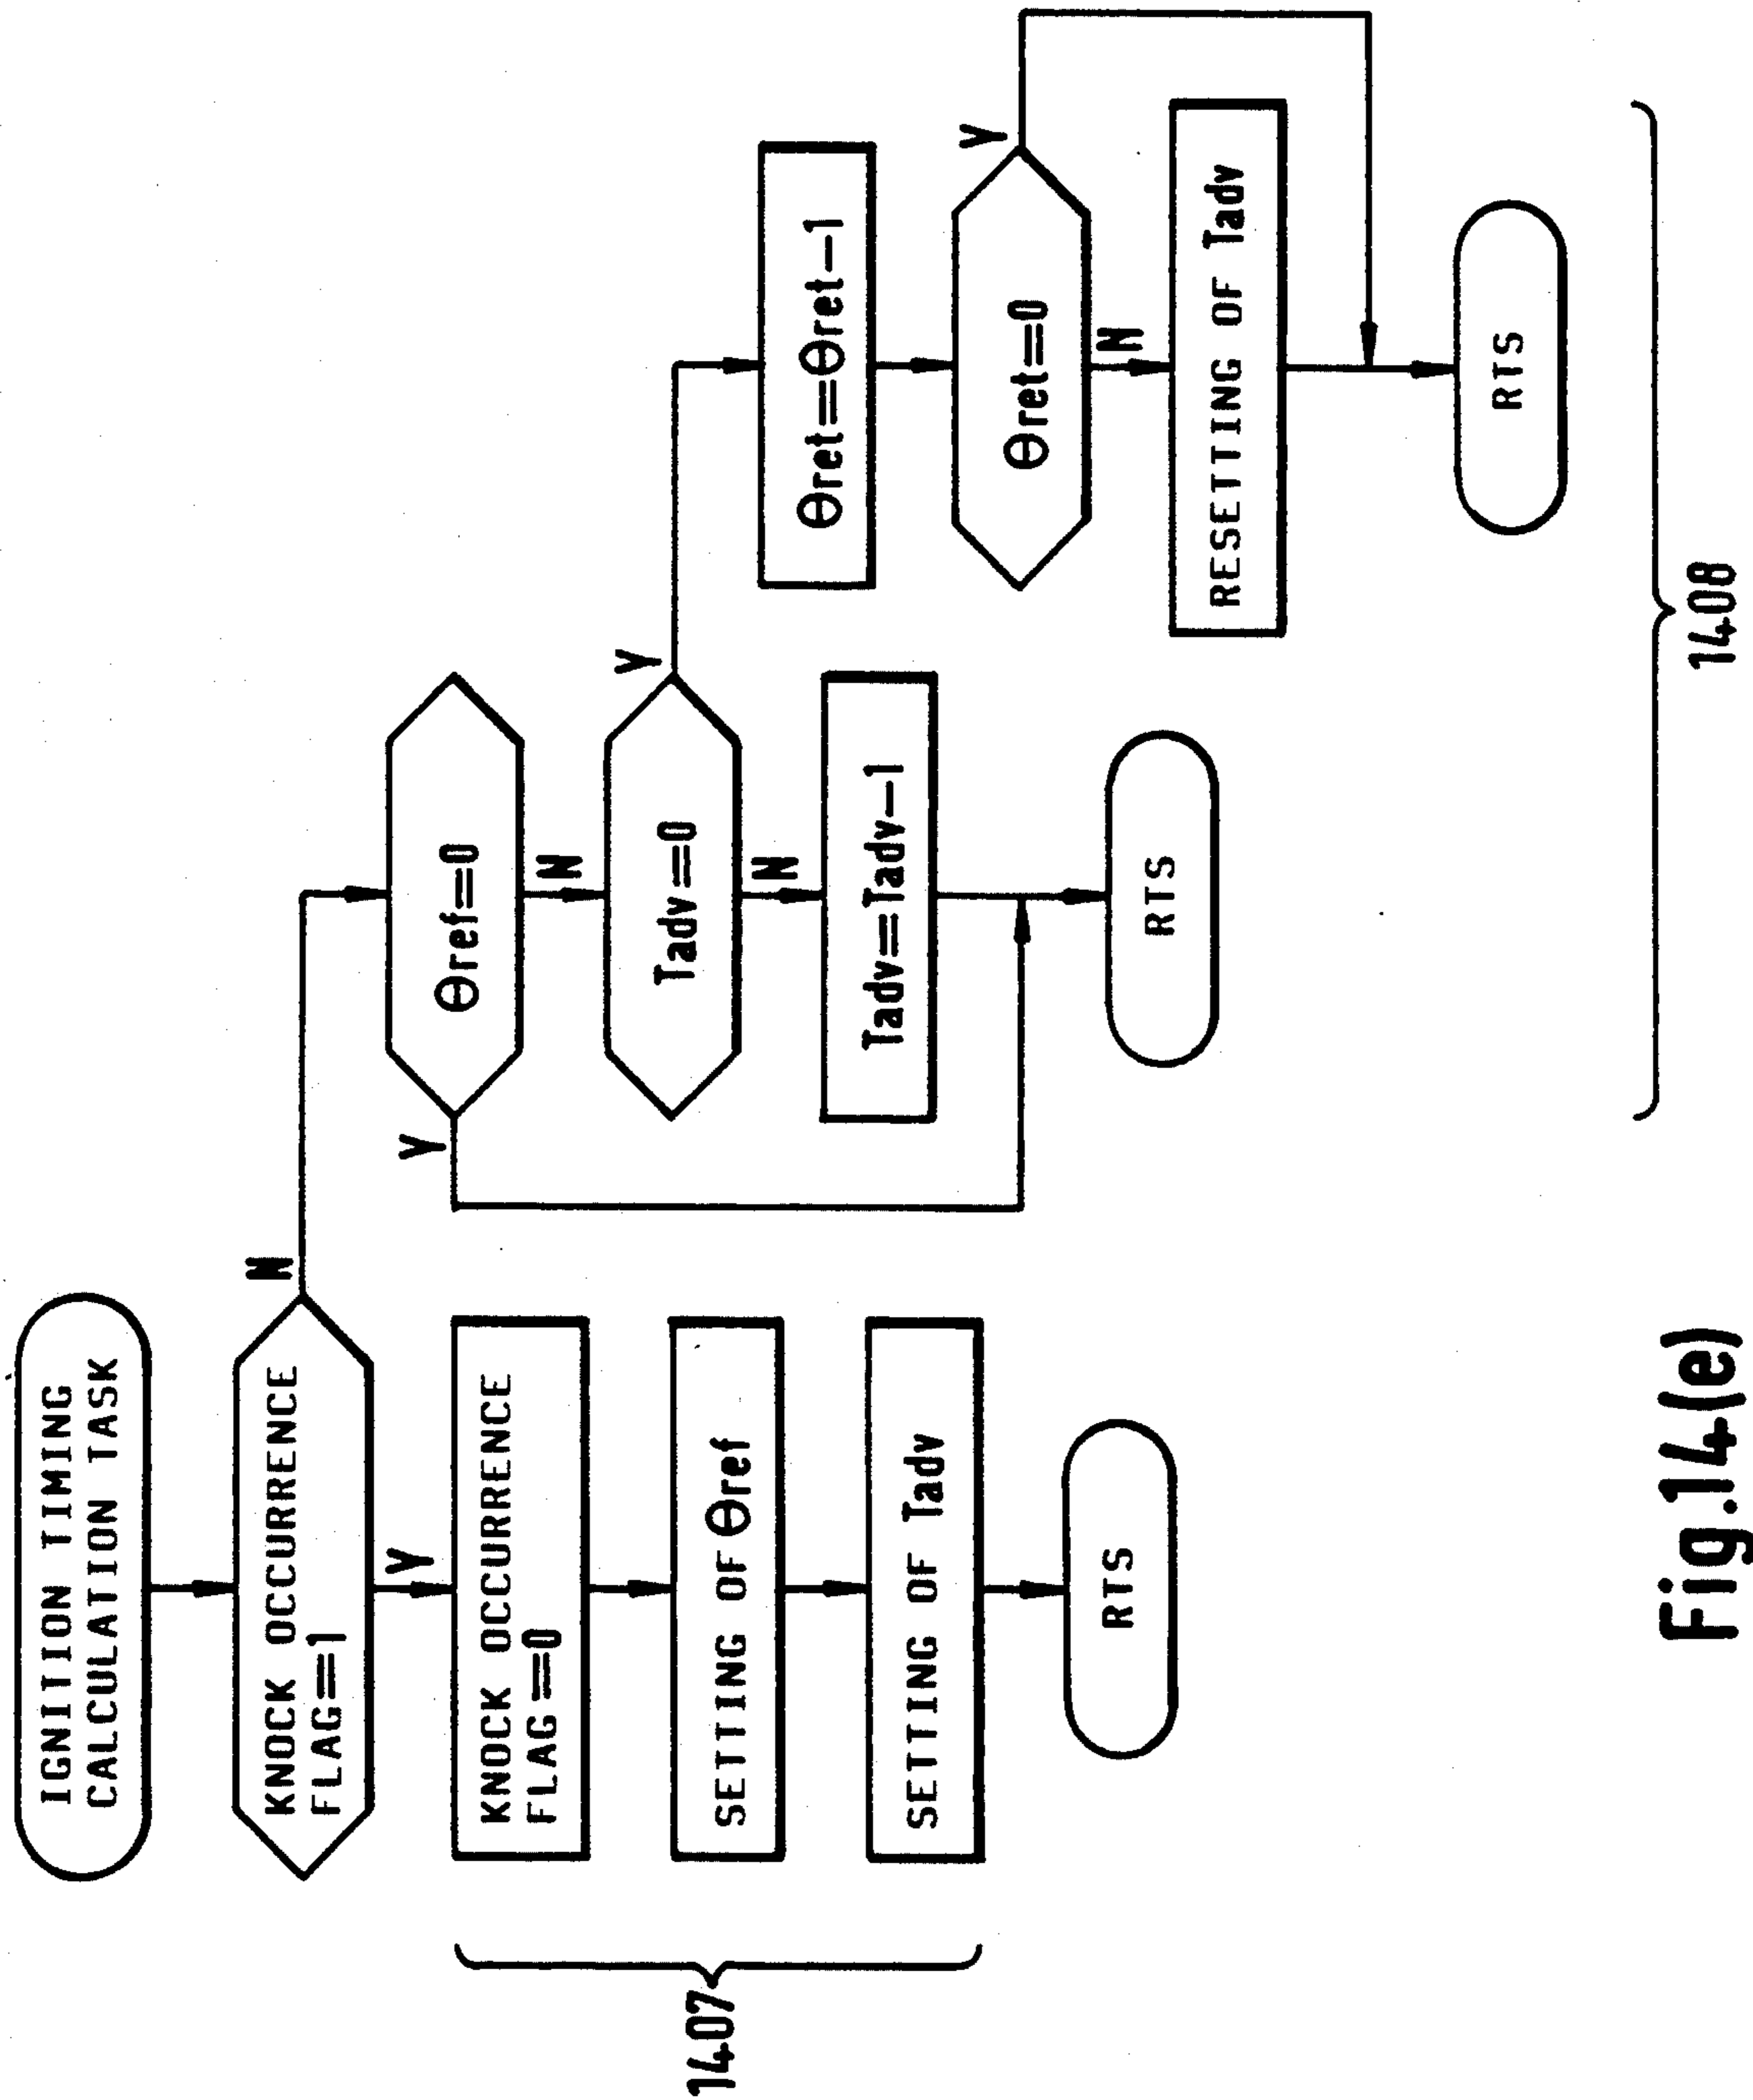 IGNITION TIMING
CALCULATION TASK
KNOCK OCCURRENCE
FLAG=1
N
Y
KNOCK OCCURRENCE
FLAG=0
SETTING OF Θref
SETTING OF Tadv
RTS
1407
Θref=0
Y
N
Tadv=0
Y
N
Tadv=Tadv-1
RTS
Θret=Θret-1
Θret=0
Y
N
RESETTING OF Tadv
RTS
1408
Fig.14(e)